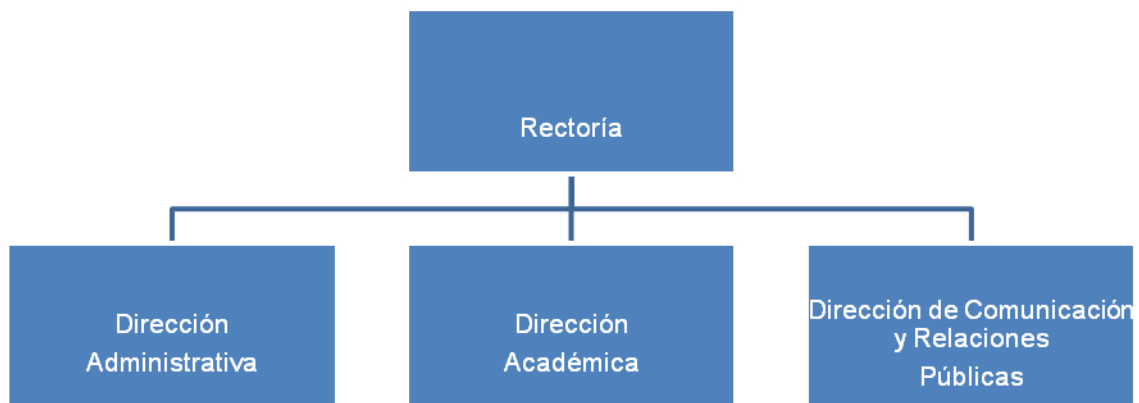 Rectoría
Dirección
Administrativa
Dirección
Académica
Dirección de Comunicación
y Relaciones
Públicas